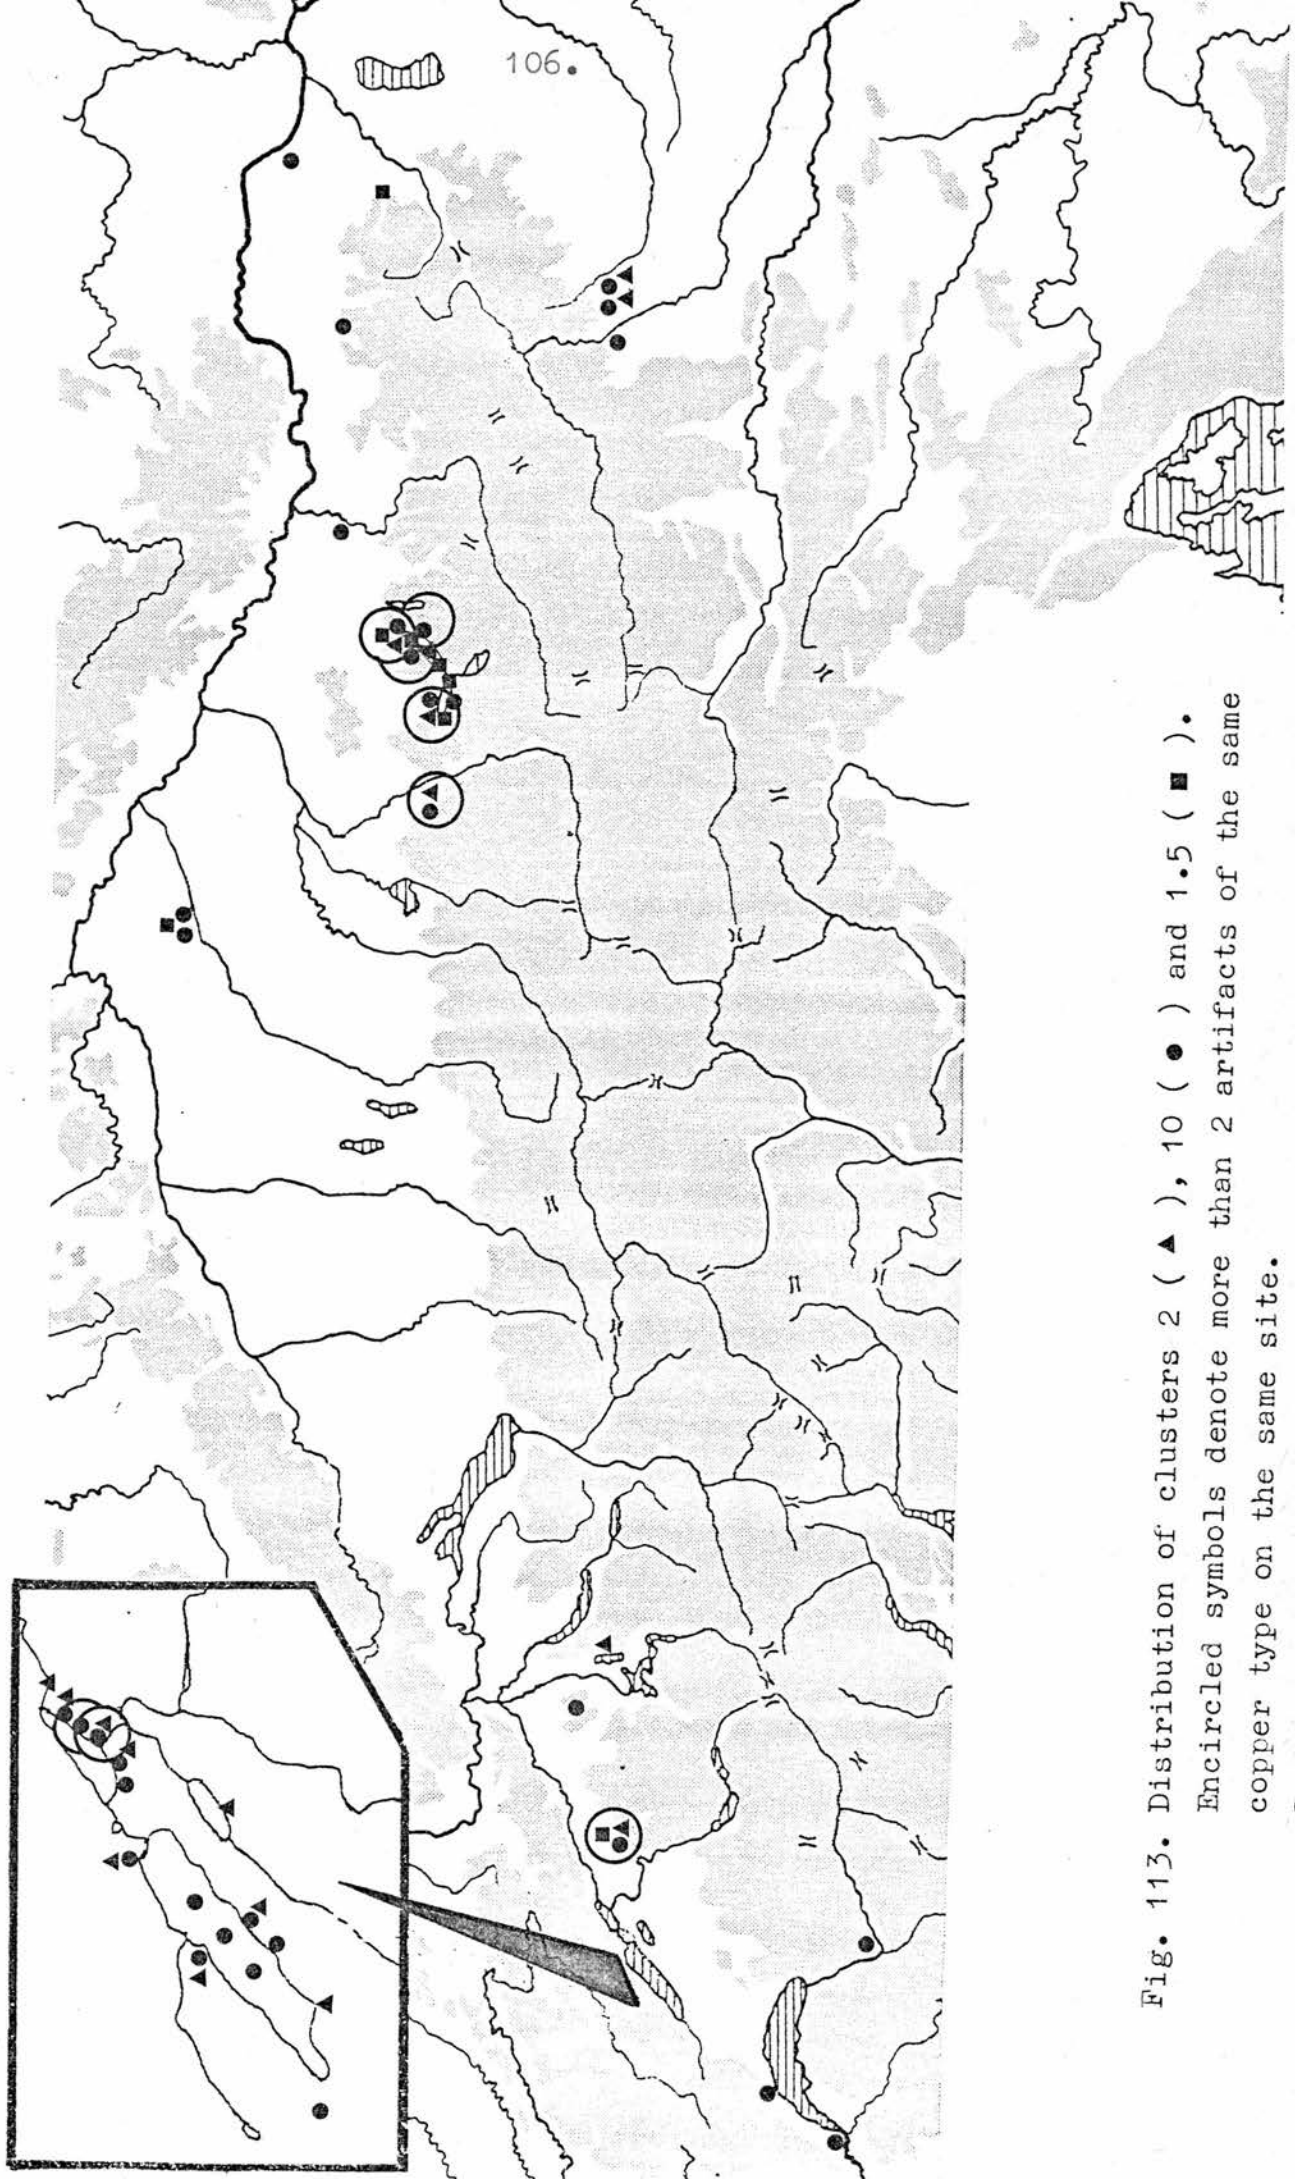 106.
Fig. 113. Distribution of clusters 2 ( ▲ ), 10 ( ● ) and 1.5 ( ■ ).
Encircled symbols denote more than 2 artifacts of the same
copper type on the same site.